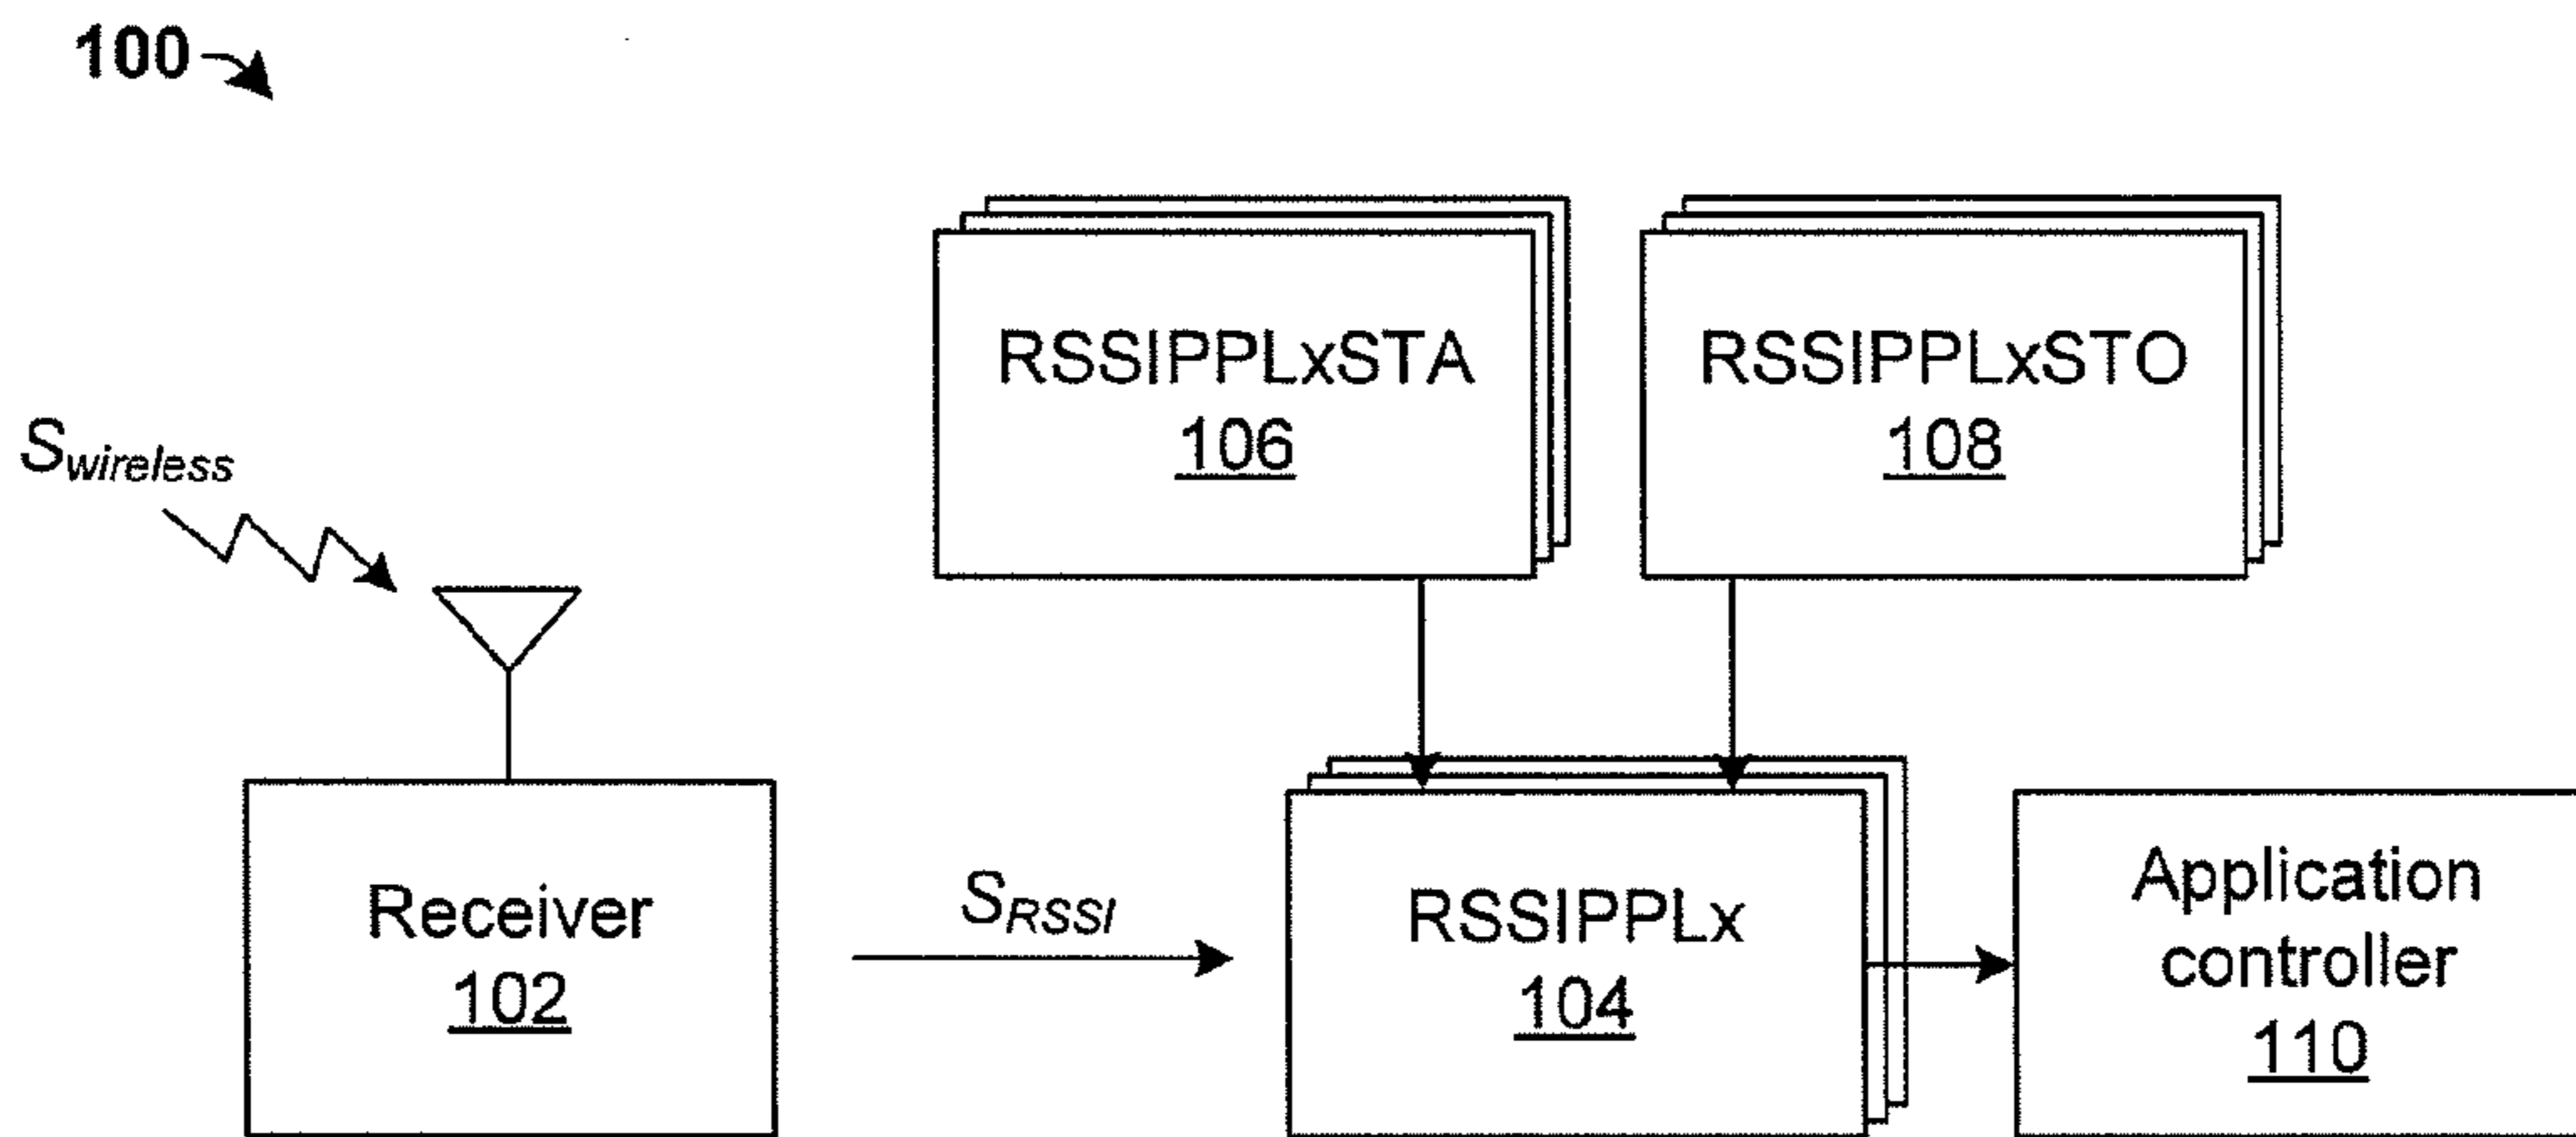 100
RSSIPPLxSTA
106
RSSIPPLxSTO
108
Swireless
Receiver
102
SRSSI
RSSIPPLx
104
Application
controller
110